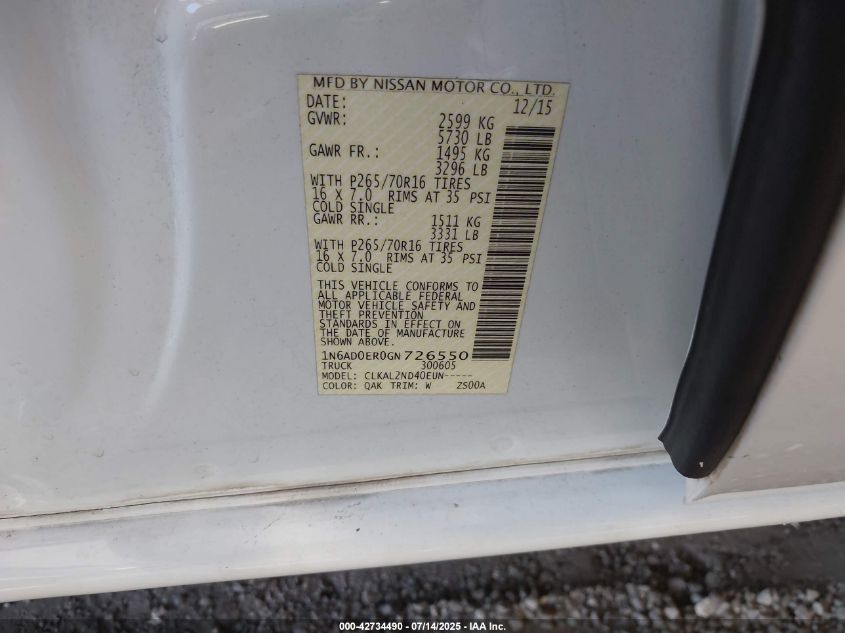 MFD BY NISSAN MOTOR CO., LTD.
DATE: 12/15
GVWR: 2599 KG
5730 LB
GAWR FR.: 1495 KG
3296 LB
WITH P265/70R16 TIRES
16 X 7.0 RIMS AT 35 PSI
COLD SINGLE
GAWR RR.: 1511 KG
3331 LB
WITH P265/70R16 TIRES
16 X 7.0 RIMS AT 35 PSI
COLD SINGLE
THIS VEHICLE CONFORMS TO
ALL APPLICABLE FEDERAL
MOTOR VEHICLE SAFETY AND
THEFT PREVENTION
STANDARDS IN EFFECT ON
THE DATE OF MANUFACTURE
SHOWN ABOVE.
1N6AD0ER0GN726550
TRUCK 300605
MODEL: CLKAL2ND40EUN-----
COLOR: QAK TRIM: W ZS00A
000-42734490 - 07/14/2025 - IAA Inc.